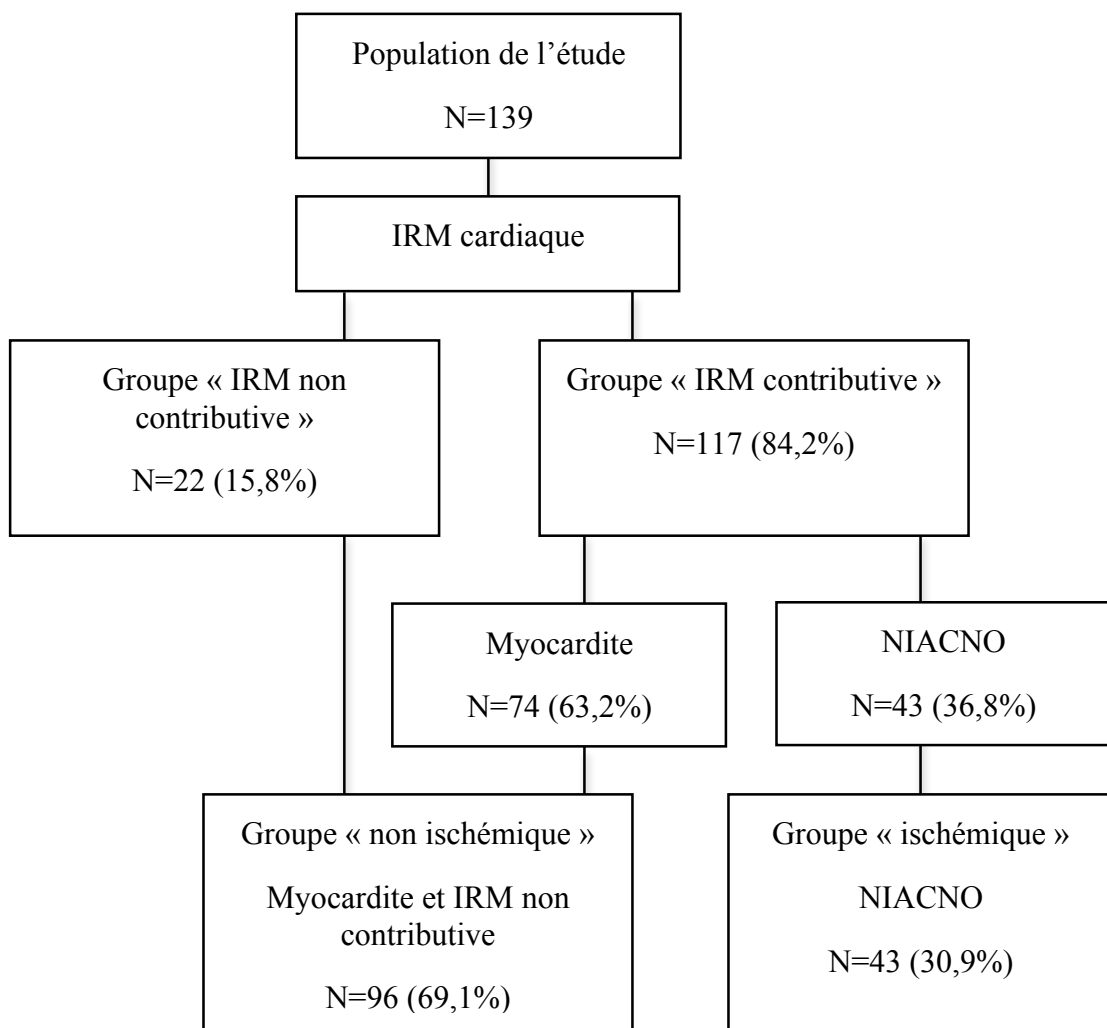 Population de l’étude
N=139
IRM cardiaque
Groupe « IRM non
contributive »
N=22 (15,8%)
Groupe « IRM contributive »
N=117 (84,2%)
Myocardite
N=74 (63,2%)
NIACNO
N=43 (36,8%)
Groupe « non ischémique »
Myocardite et IRM non
contributive
N=96 (69,1%)
Groupe « ischémique »
NIACNO
N=43 (30,9%)